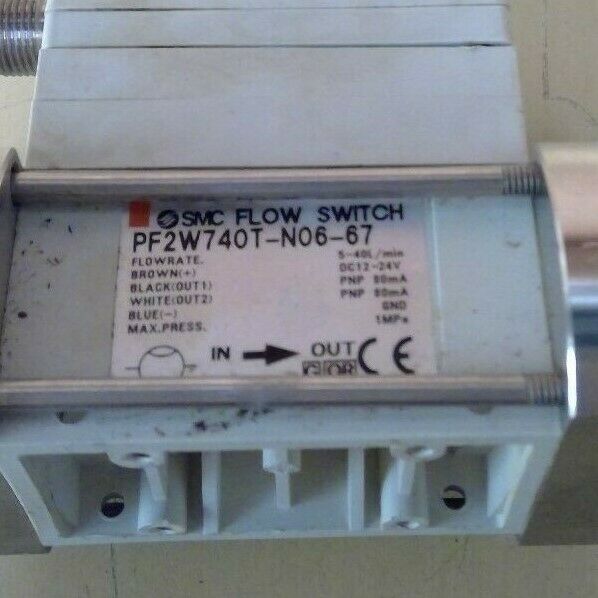 SMC FLOW SWITCH
PF2W740T-N06-67
FLOWRATE. 5-40L/min
BROWN(+) DC12-24V
BLACK(OUT1) PNP 80mA
WHITE(OUT2) PNP 80mA
BLUE(-) GND
MAX.PRESS. 1MPa
IN OUT CE